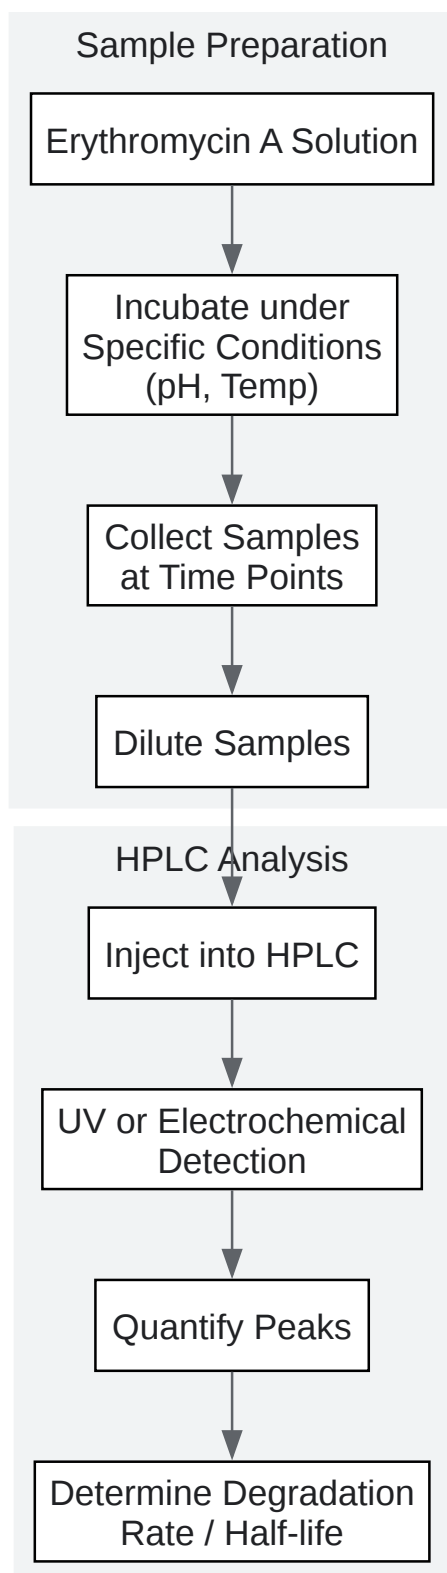 Sample Preparation
Erythromycin A Solution
Incubate under
Specific Conditions
(pH, Temp)
Collect Samples
at Time Points
Dilute Samples
HPLC Analysis
Inject into HPLC
UV or Electrochemical
Detection
Quantify Peaks
Determine Degradation
Rate / Half-life